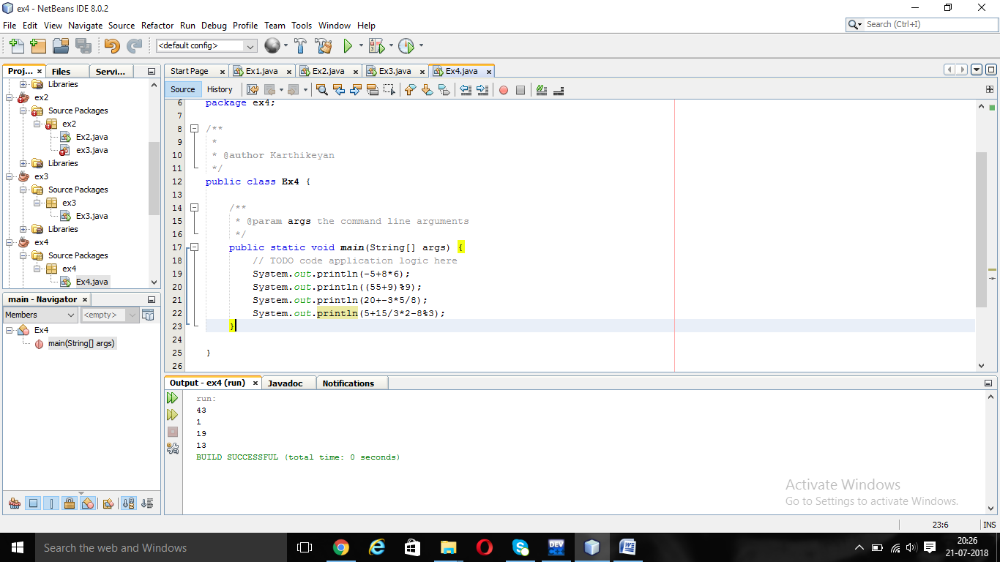 ex4 - NetBeans IDE 8.0.2
File Edit View Navigate Source Refactor Run Debug Profile Team Tools Window Help
Search (Ctrl+I)
<default config>
Proj... × Files Servi...
Libraries
ex2
Source Packages
ex2
Ex2.java
ex3.java
Libraries
ex3
Source Packages
ex3
Ex3.java
Libraries
ex4
Source Packages
ex4
Ex4.java
main - Navigator ×
Members <empty>
Ex4
main(String[] args)
Start Page × Ex1.java × Ex2.java × Ex3.java × Ex4.java ×
Source History
6 package ex4;
7
8 /**
9 *
10 * @author Karthikeyan
11 */
12 public class Ex4 {
13
14 /**
15 * @param args the command line arguments
16 */
17 public static void main(String[] args) {
18 // TODO code application logic here
19 System.out.println(-5+8*6);
20 System.out.println((55+9)%9);
21 System.out.println(20+-3*5/8);
22 System.out.println(5+15/3*2-8%3);
23 }
24
25 }
26
Output - ex4 (run) × Javadoc Notifications
run:
43
1
19
13
BUILD SUCCESSFUL (total time: 0 seconds)
Activate Windows
Go to Settings to activate Windows.
23:6 INS
Search the web and Windows
DEV
20:26
21-07-2018